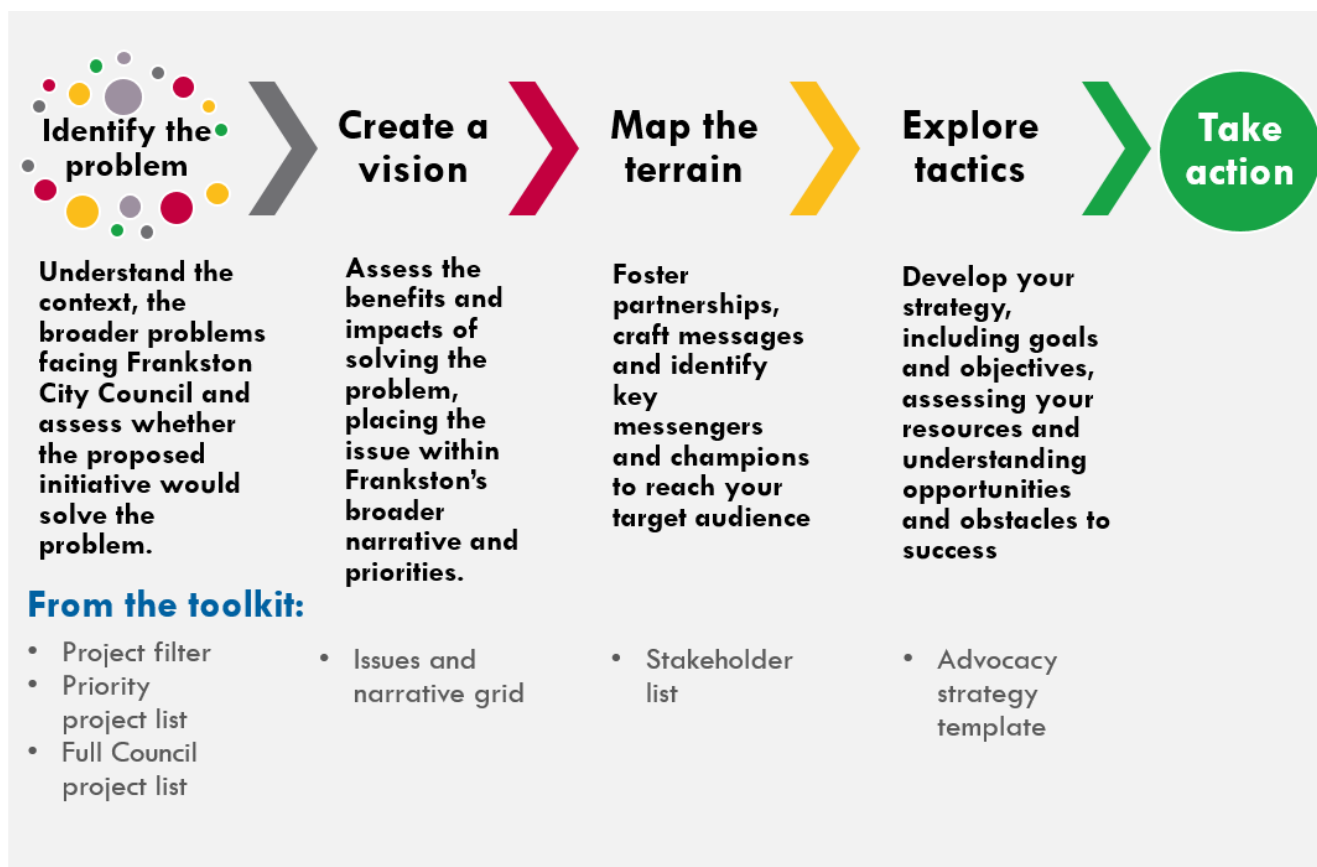 Identify the
problem
Create a
vision
Map the
terrain
Explore
tactics
Take
action
Understand the
context, the
broader problems
facing Frankston
City Council and
assess whether
the proposed
initiative would
solve the
problem.
Assess the
benefits and
impacts of
solving the
problem,
placing the
issue within
Frankston's
broader
narrative and
priorities.
Foster
partnerships,
craft messages
and identify
key
messengers
and champions
to reach your
target audience
Develop your
strategy,
including goals
and objectives,
assessing your
resources and
understanding
opportunities
and obstacles to
success
From the toolkit:
• Project filter
• Priority
project list
• Full Council
project list
• Issues and
narrative grid
• Stakeholder
list
• Advocacy
strategy
template